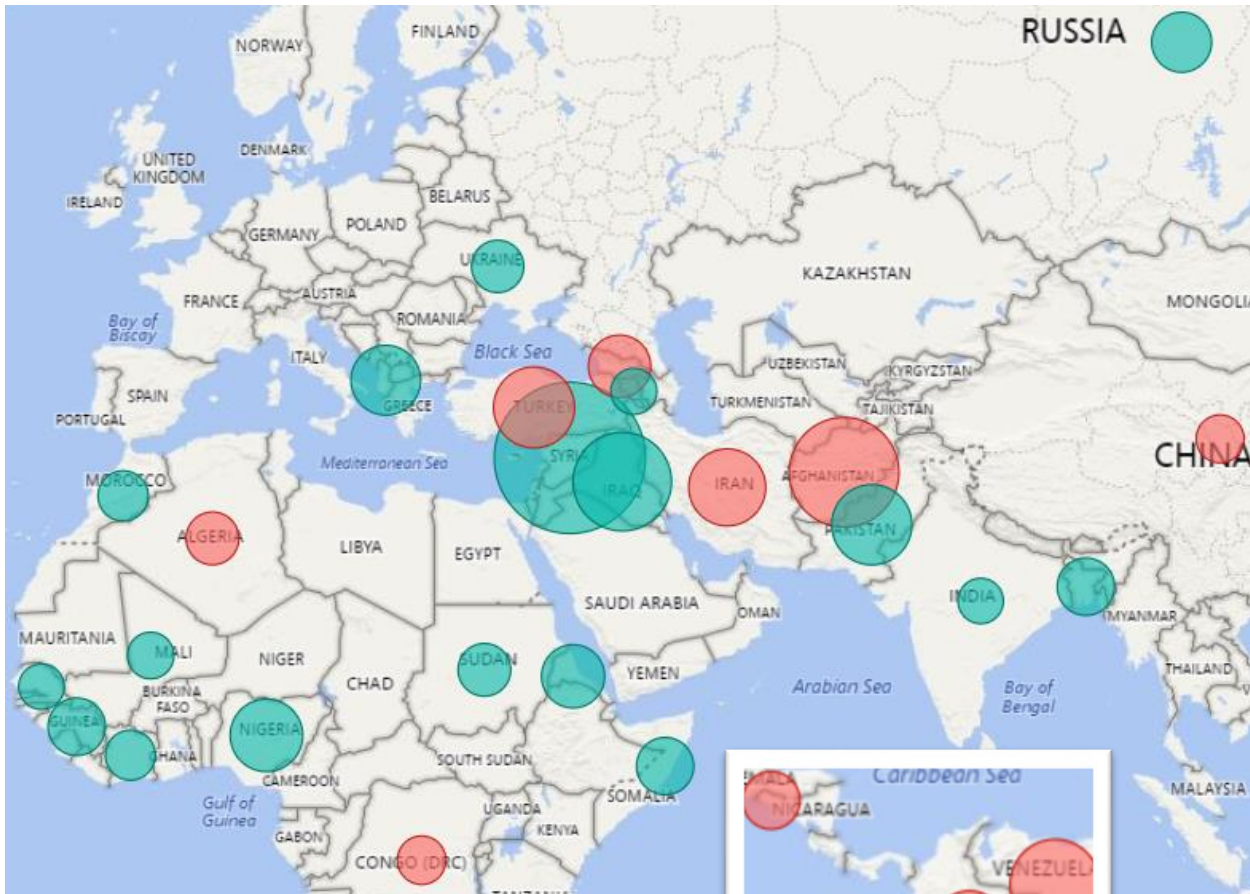 FINLAND
RUSSIA
NORWAY
DENMARK
UNITED
KINGDOM
IRELAND
BELARUS
POLAND
GERMANY
UKRAINE
KAZAKHSTAN
AUSTRIA
FRANCE
MONGOLIA
ROMANIA
Bay of
Biscay
Black Sea
ITALY
UZBEKISTAN
KYRGYZSTAN
SPAIN
TURKMENISTAN
TAJIKISTAN
PORTUGAL
GREECE
TURKEY
CHINA
SYRIA
Mediterranean Sea
MOROCCO
IRAQ
IRAN
AFGHANISTAN
ALGERIA
LIBYA
EGYPT
PAKISTAN
SAUDI ARABIA
OMAN
INDIA
MYANMAR
MAURITANIA
MALI
NIGER
SUDAN
YEMEN
THAILAND
CHAD
Arabian Sea
Bay of
Bengal
BURKINA
FASO
GUINEA
NIGERIA
GHANA
SOUTH SUDAN
CAMEROON
SOMALIA
MALAYSIA
Gulf of
Guinea
UGANDA
KENYA
GABON
CONGO (DRC)
TANZANIA
Caribbean Sea
NICARAGUA
VENEZUEL